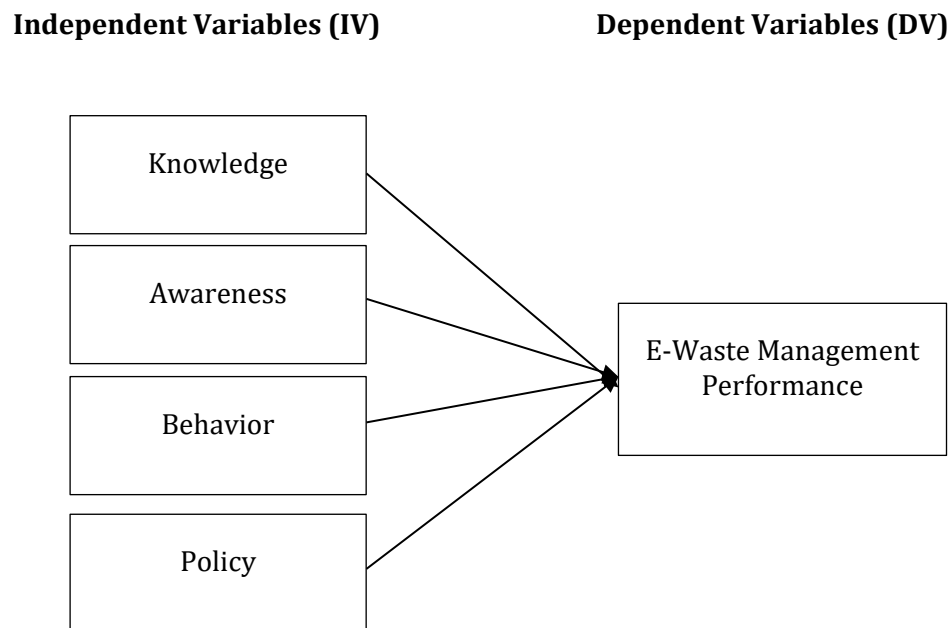 Independent Variables (IV)
Dependent Variables (DV)
Knowledge
Awareness
Behavior
Policy
E-Waste Management
Performance